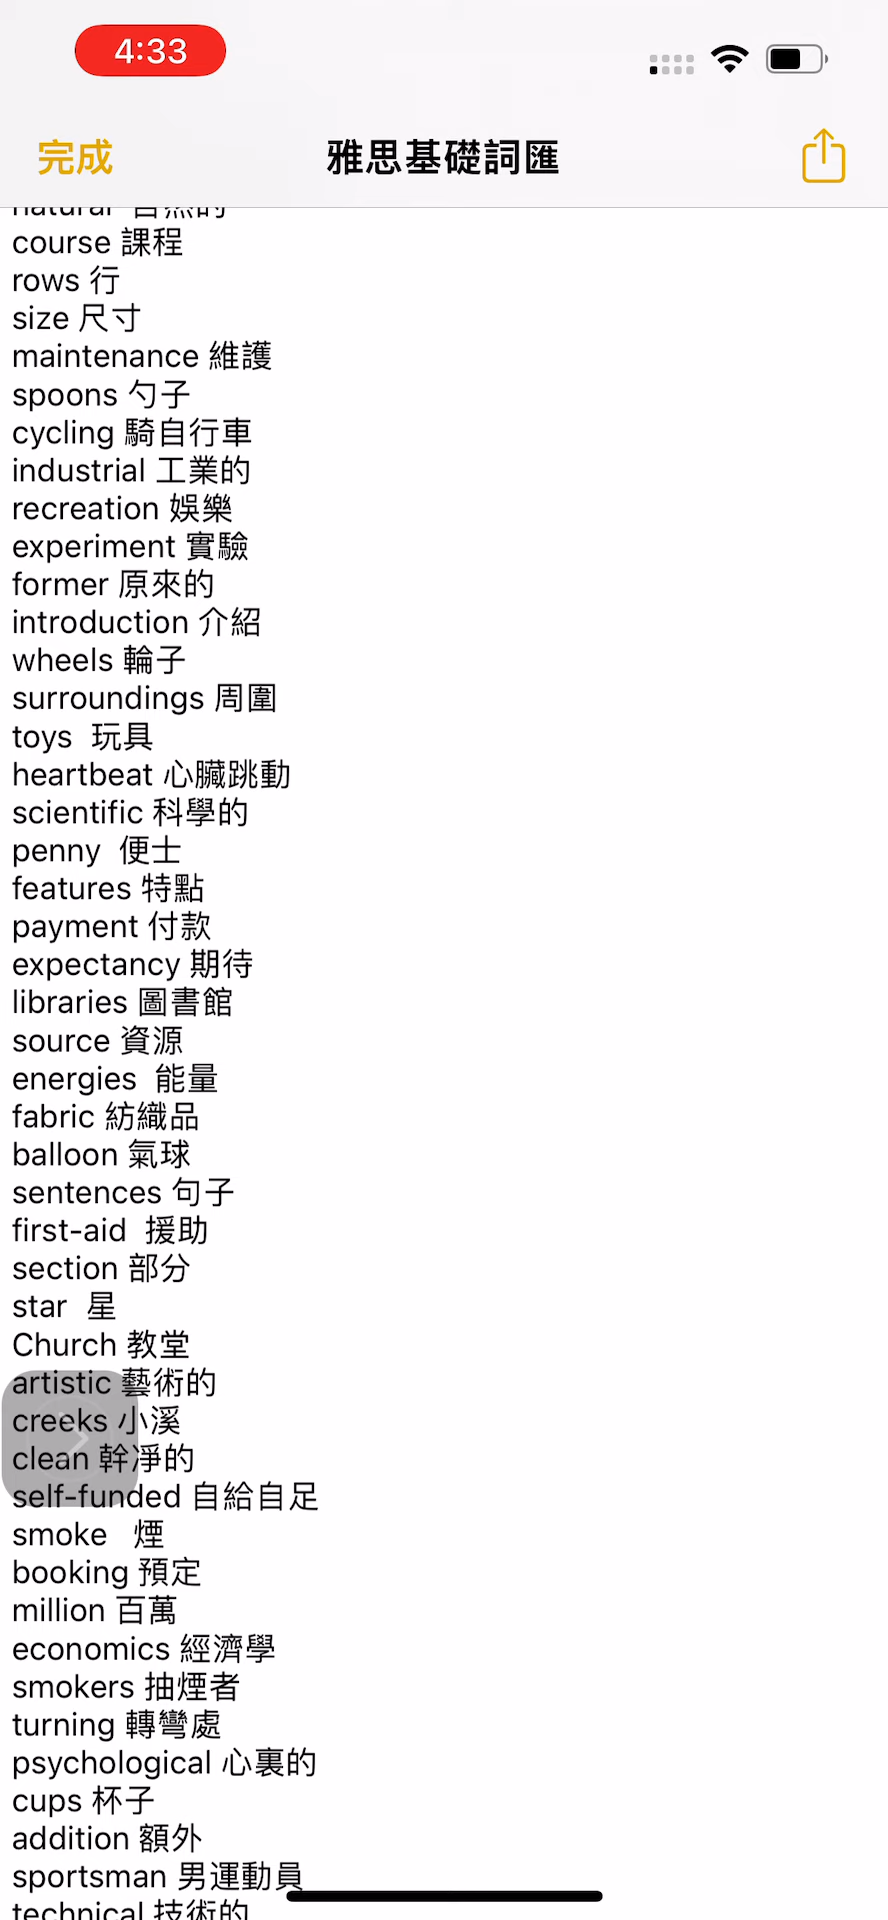 4:33
完成
雅思基礎詞匯
natural 自然的
course 課程
rows 行
size 尺寸
maintenance 維護
spoons 勺子
cycling 騎自行車
industrial 工業的
recreation 娛樂
experiment 實驗
former 原來的
introduction 介紹
wheels 輪子
surroundings 周圍
toys 玩具
heartbeat 心臟跳動
scientific 科學的
penny 便士
features 特點
payment 付款
expectancy 期待
libraries 圖書館
source 資源
energies 能量
fabric 紡織品
balloon 氣球
sentences 句子
first-aid 援助
section 部分
star 星
Church 教堂
artistic 藝術的
creeks 小溪
clean 幹凈的
self-funded 自給自足
smoke 煙
booking 預定
million 百萬
economics 經濟學
smokers 抽煙者
turning 轉彎處
psychological 心裏的
cups 杯子
addition 額外
sportsman 男運動員
technical 技術的